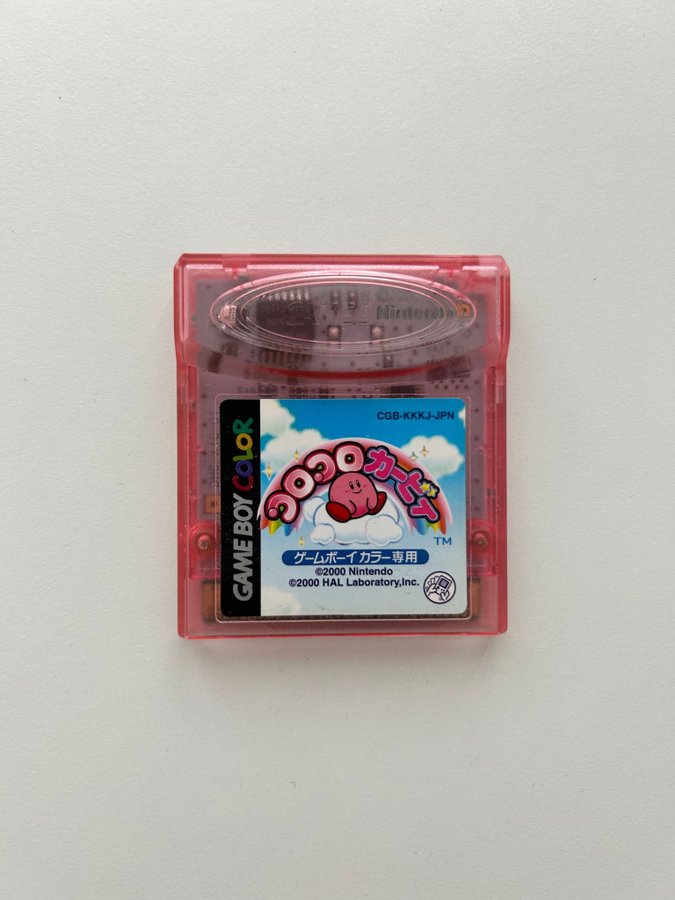 Nintendo
GAME BOY COLOR
CGB-KKKJ-JPN
コロコロカービィ
TM
ゲームボーイカラー専用
©2000 Nintendo
©2000 HAL Laboratory,Inc.